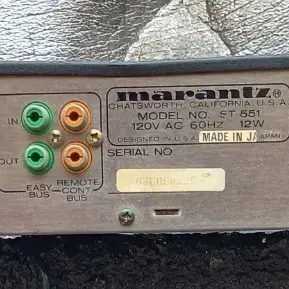 marantz
CHATSWORTH, CALIFORNIA, U.S.A
MODEL NO. ST 551
120V AC 60HZ 12W
DESIGNED IN U.S.A. MADE IN JAPAN
SERIAL NO.
IN
OUT
EASY BUS
REMOTE CONT. BUS